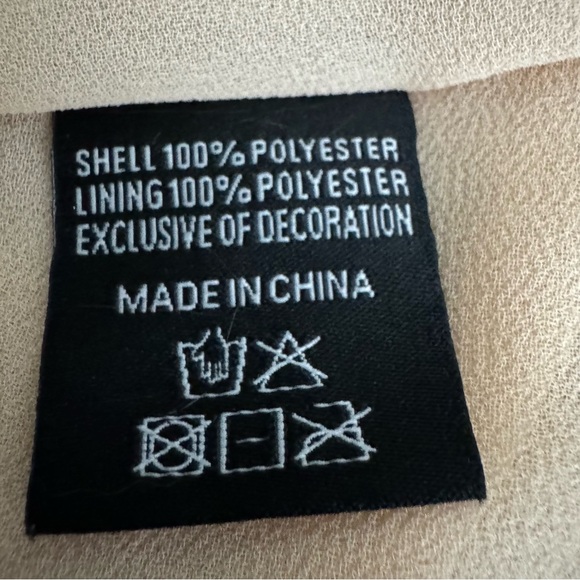 SHELL 100% POLYESTER
LINING 100% POLYESTER
EXCLUSIVE OF DECORATION
MADE IN CHINA